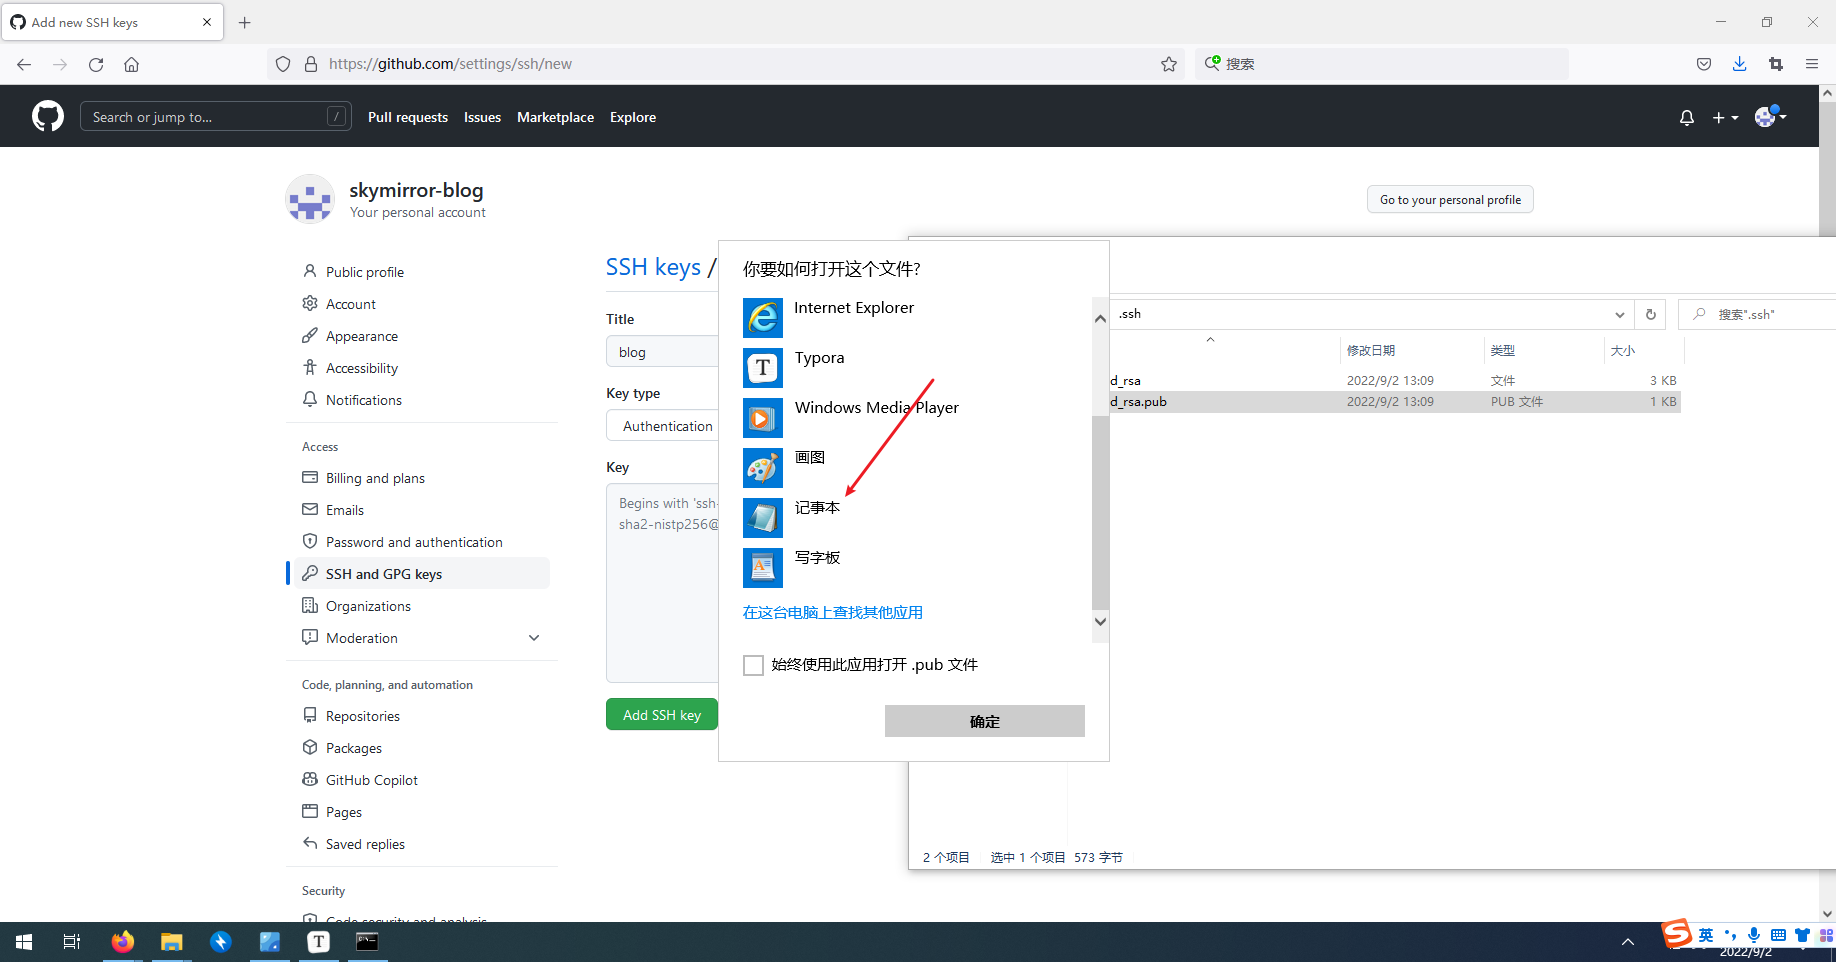 Add new SSH keys
https://github.com/settings/ssh/new
搜索
Search or jump to...
/
Pull requests
Issues
Marketplace
Explore
skymirror-blog
Your personal account
Go to your personal profile
Public profile
Account
Appearance
Accessibility
Notifications
Access
Billing and plans
Emails
Password and authentication
SSH and GPG keys
Organizations
Moderation
Code, planning, and automation
Repositories
Packages
GitHub Copilot
Pages
Saved replies
Security
Code security and analysis
SSH keys /
Title
blog
Key type
Authentication
Key
Begins with 'ssh-
sha2-nistp256@
Add SSH key
你要如何打开这个文件?
Internet Explorer
Typora
Windows Media Player
画图
记事本
写字板
在这台电脑上查找其他应用
始终使用此应用打开 .pub 文件
确定
.ssh
搜索".ssh"
修改日期
类型
大小
d_rsa
2022/9/2 13:09
文件
3 KB
d_rsa.pub
2022/9/2 13:09
PUB 文件
1 KB
2 个项目
选中 1 个项目
573 字节
英
2022/9/2